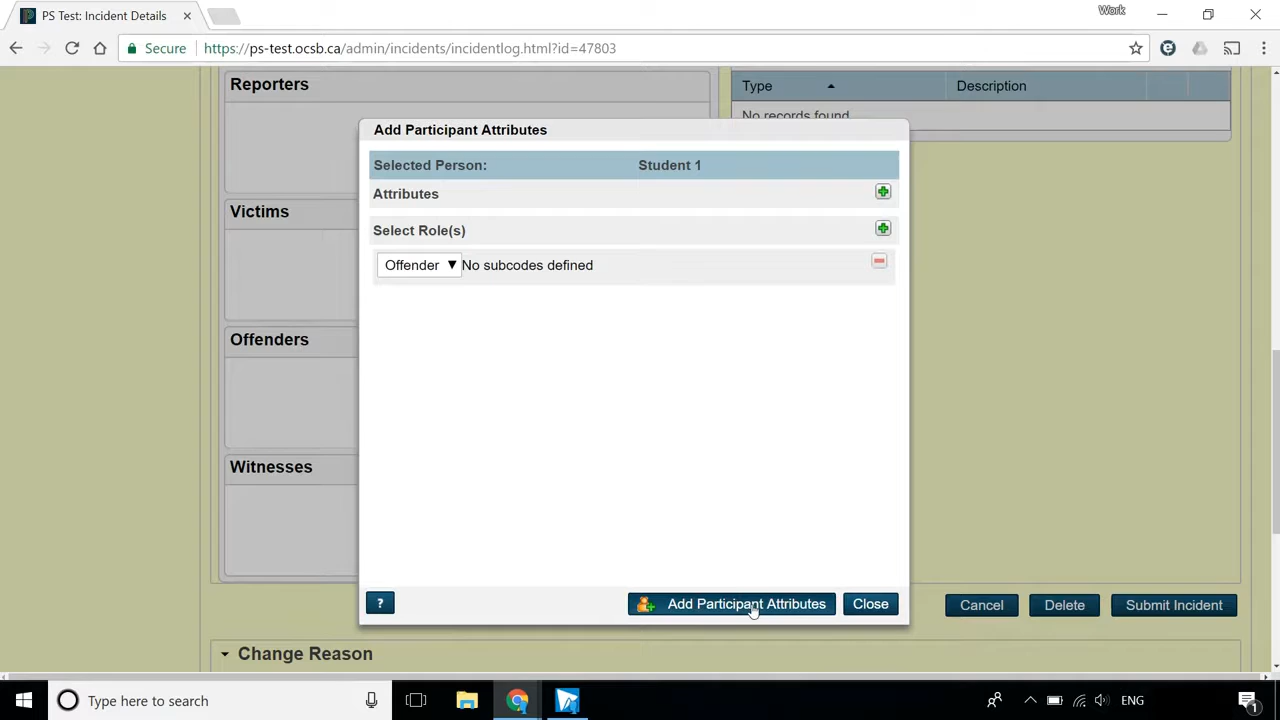 PS Test: Incident Details
Work
Secure
https://ps-test.ocsb.ca/admin/incidents/incidentlog.html?id=47803
Reporters
Type
Description
No records found
Add Participant Attributes
Selected Person:
Student 1
Attributes
Select Role(s)
Offender
No subcodes defined
Victims
Offenders
Witnesses
?
Add Participant Attributes
Close
Cancel
Delete
Submit Incident
Change Reason
Type here to search
ENG
1